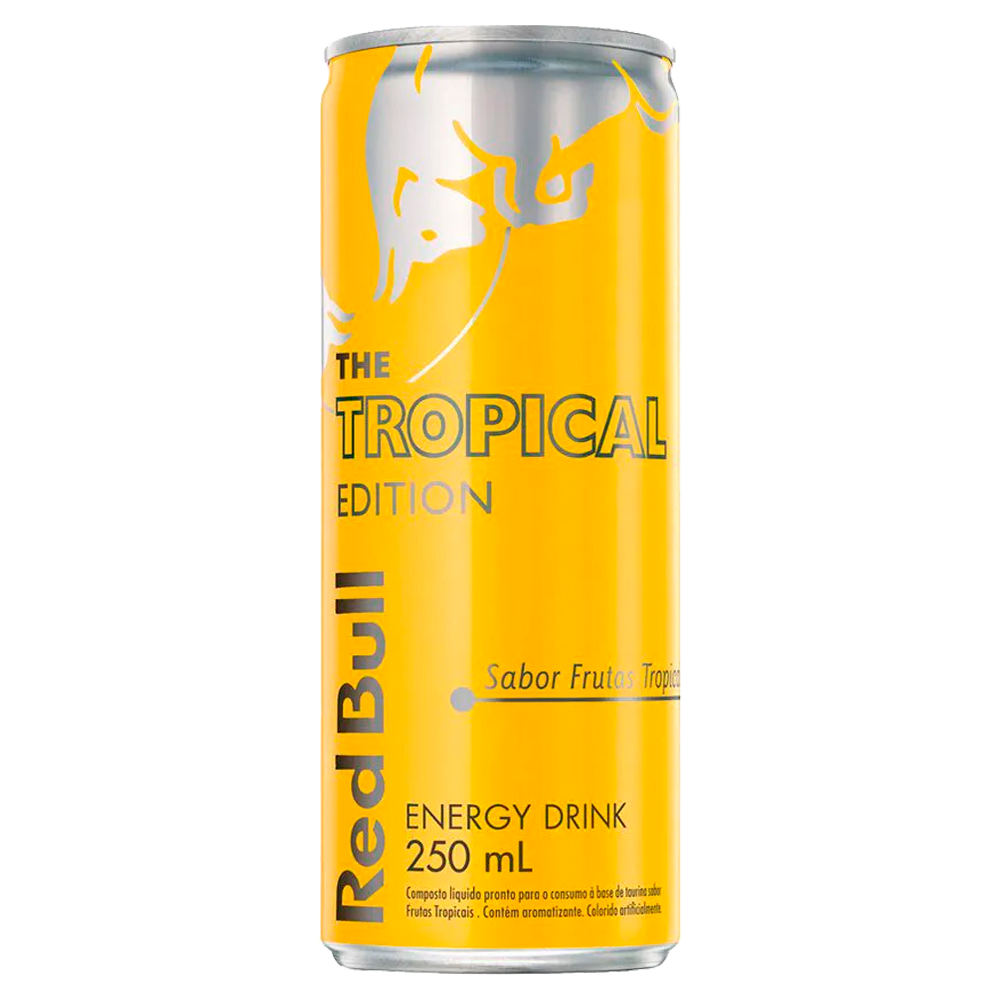 THE
TROPICAL
EDITION
Red Bull
Sabor Frutas Tropica
ENERGY DRINK
250 mL
Composto líquido pronto para o consumo à base de taurina sabor
Frutas Tropicais . Contém aromatizante. Colorido artificialmente.